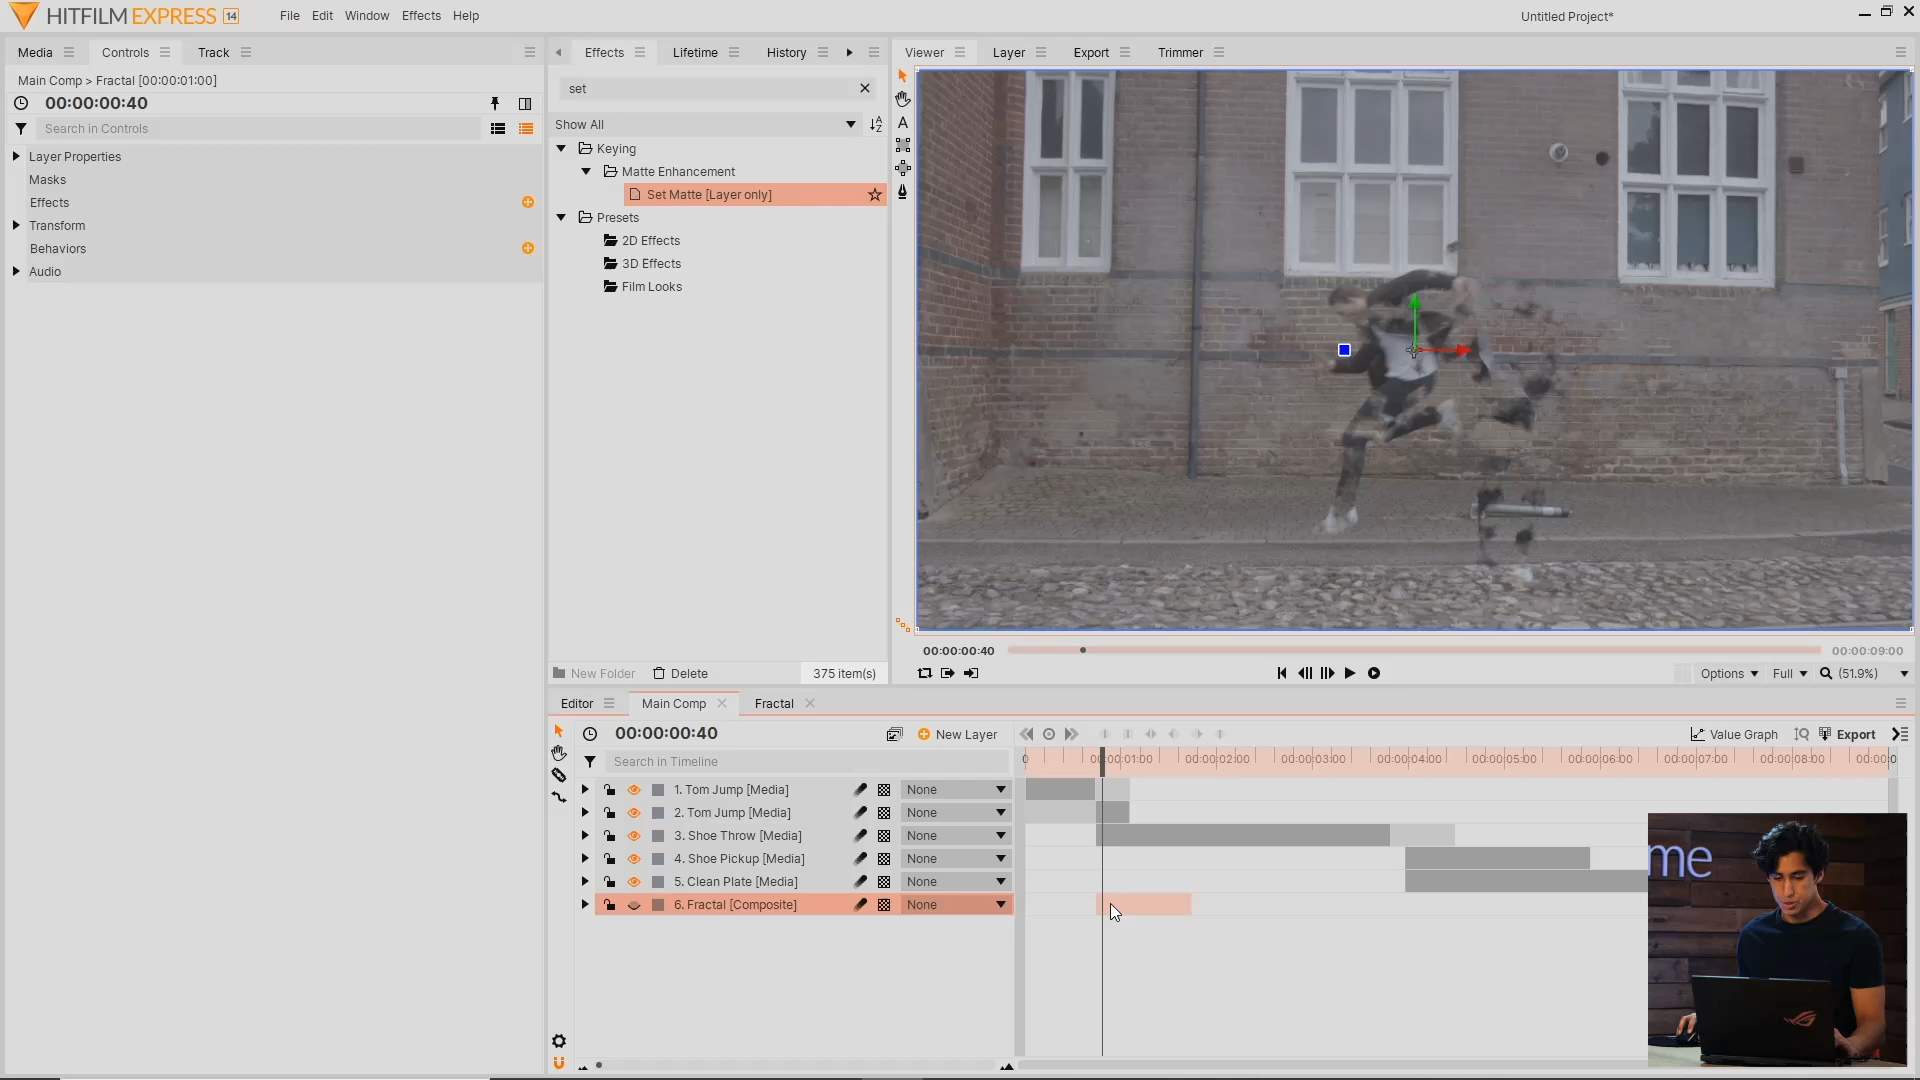 HITFILM EXPRESS 14
File Edit Window Effects Help
Untitled Project*
Media Controls Track
Effects Lifetime History
Viewer Layer Export Trimmer
Main Comp > Fractal [00:00:01:00]
00:00:00:40
Search in Controls
Layer Properties
Masks
Effects
Transform
Behaviors
Audio
set
Show All
Keying
Matte Enhancement
Set Matte [Layer only]
Presets
2D Effects
3D Effects
Film Looks
New Folder Delete 375 item(s)
A
00:00:00:40 00:00:09:00
Options Full (51.9%)
Editor Main Comp Fractal
00:00:00:40 New Layer
Value Graph Export
Search in Timeline
0 00:00:01:00 00:00:02:00 00:00:03:00 00:00:04:00 00:00:05:00 00:00:06:00 00:00:07:00 00:00:08:00 00:00:0
1. Tom Jump [Media] None
2. Tom Jump [Media] None
3. Shoe Throw [Media] None
4. Shoe Pickup [Media] None
5. Clean Plate [Media] None
6. Fractal [Composite] None
me